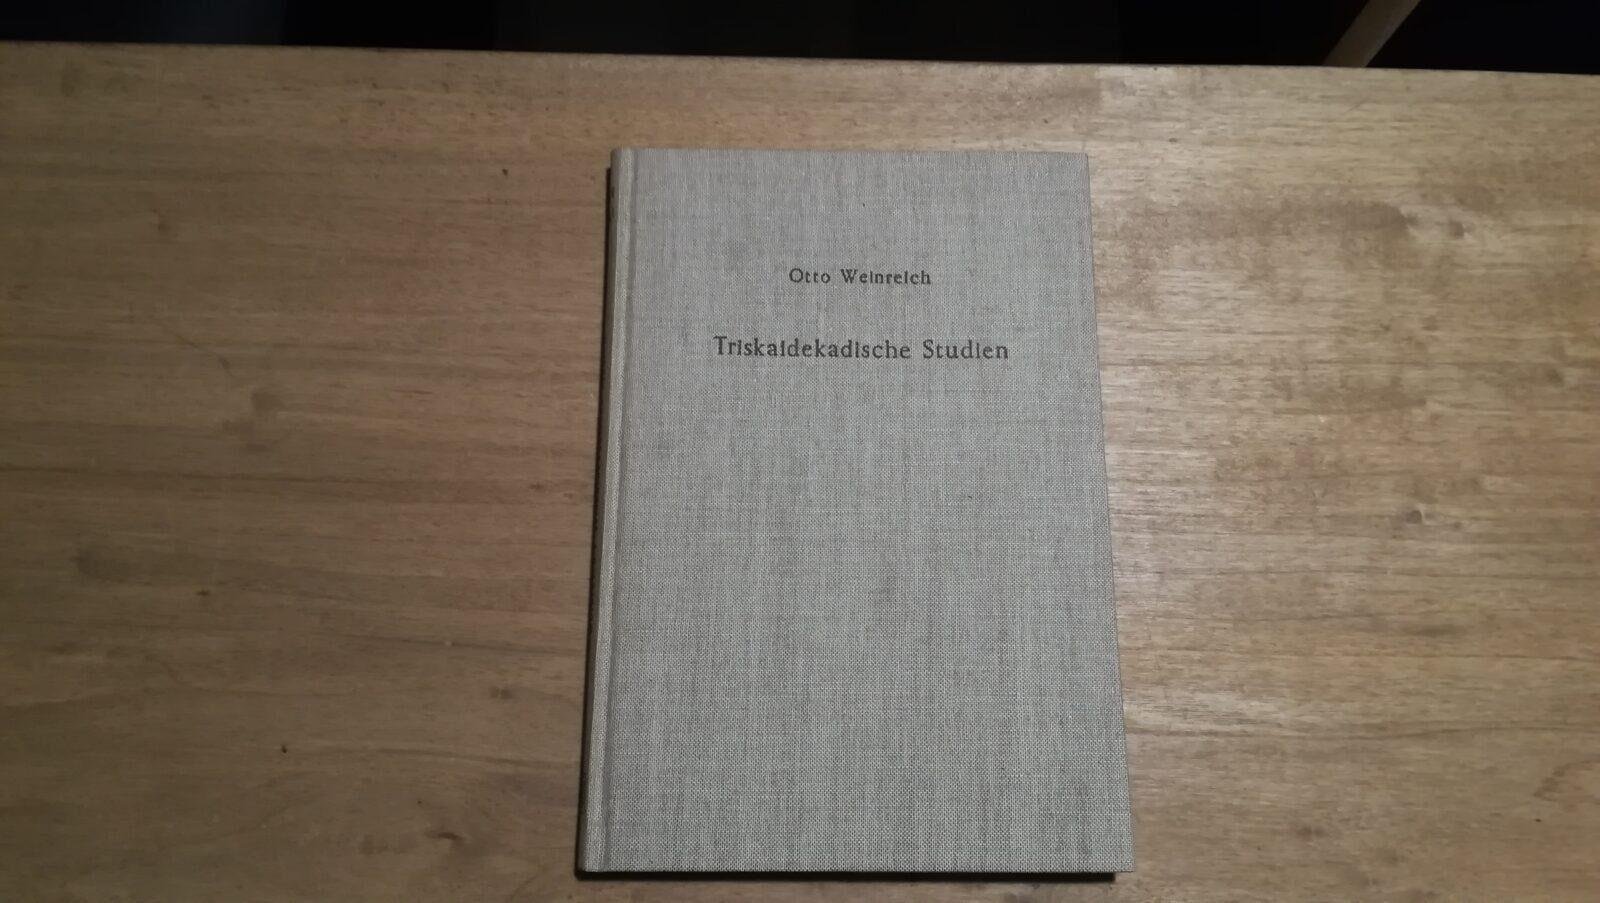 Otto Weinreich
Triskaidekadische Studien